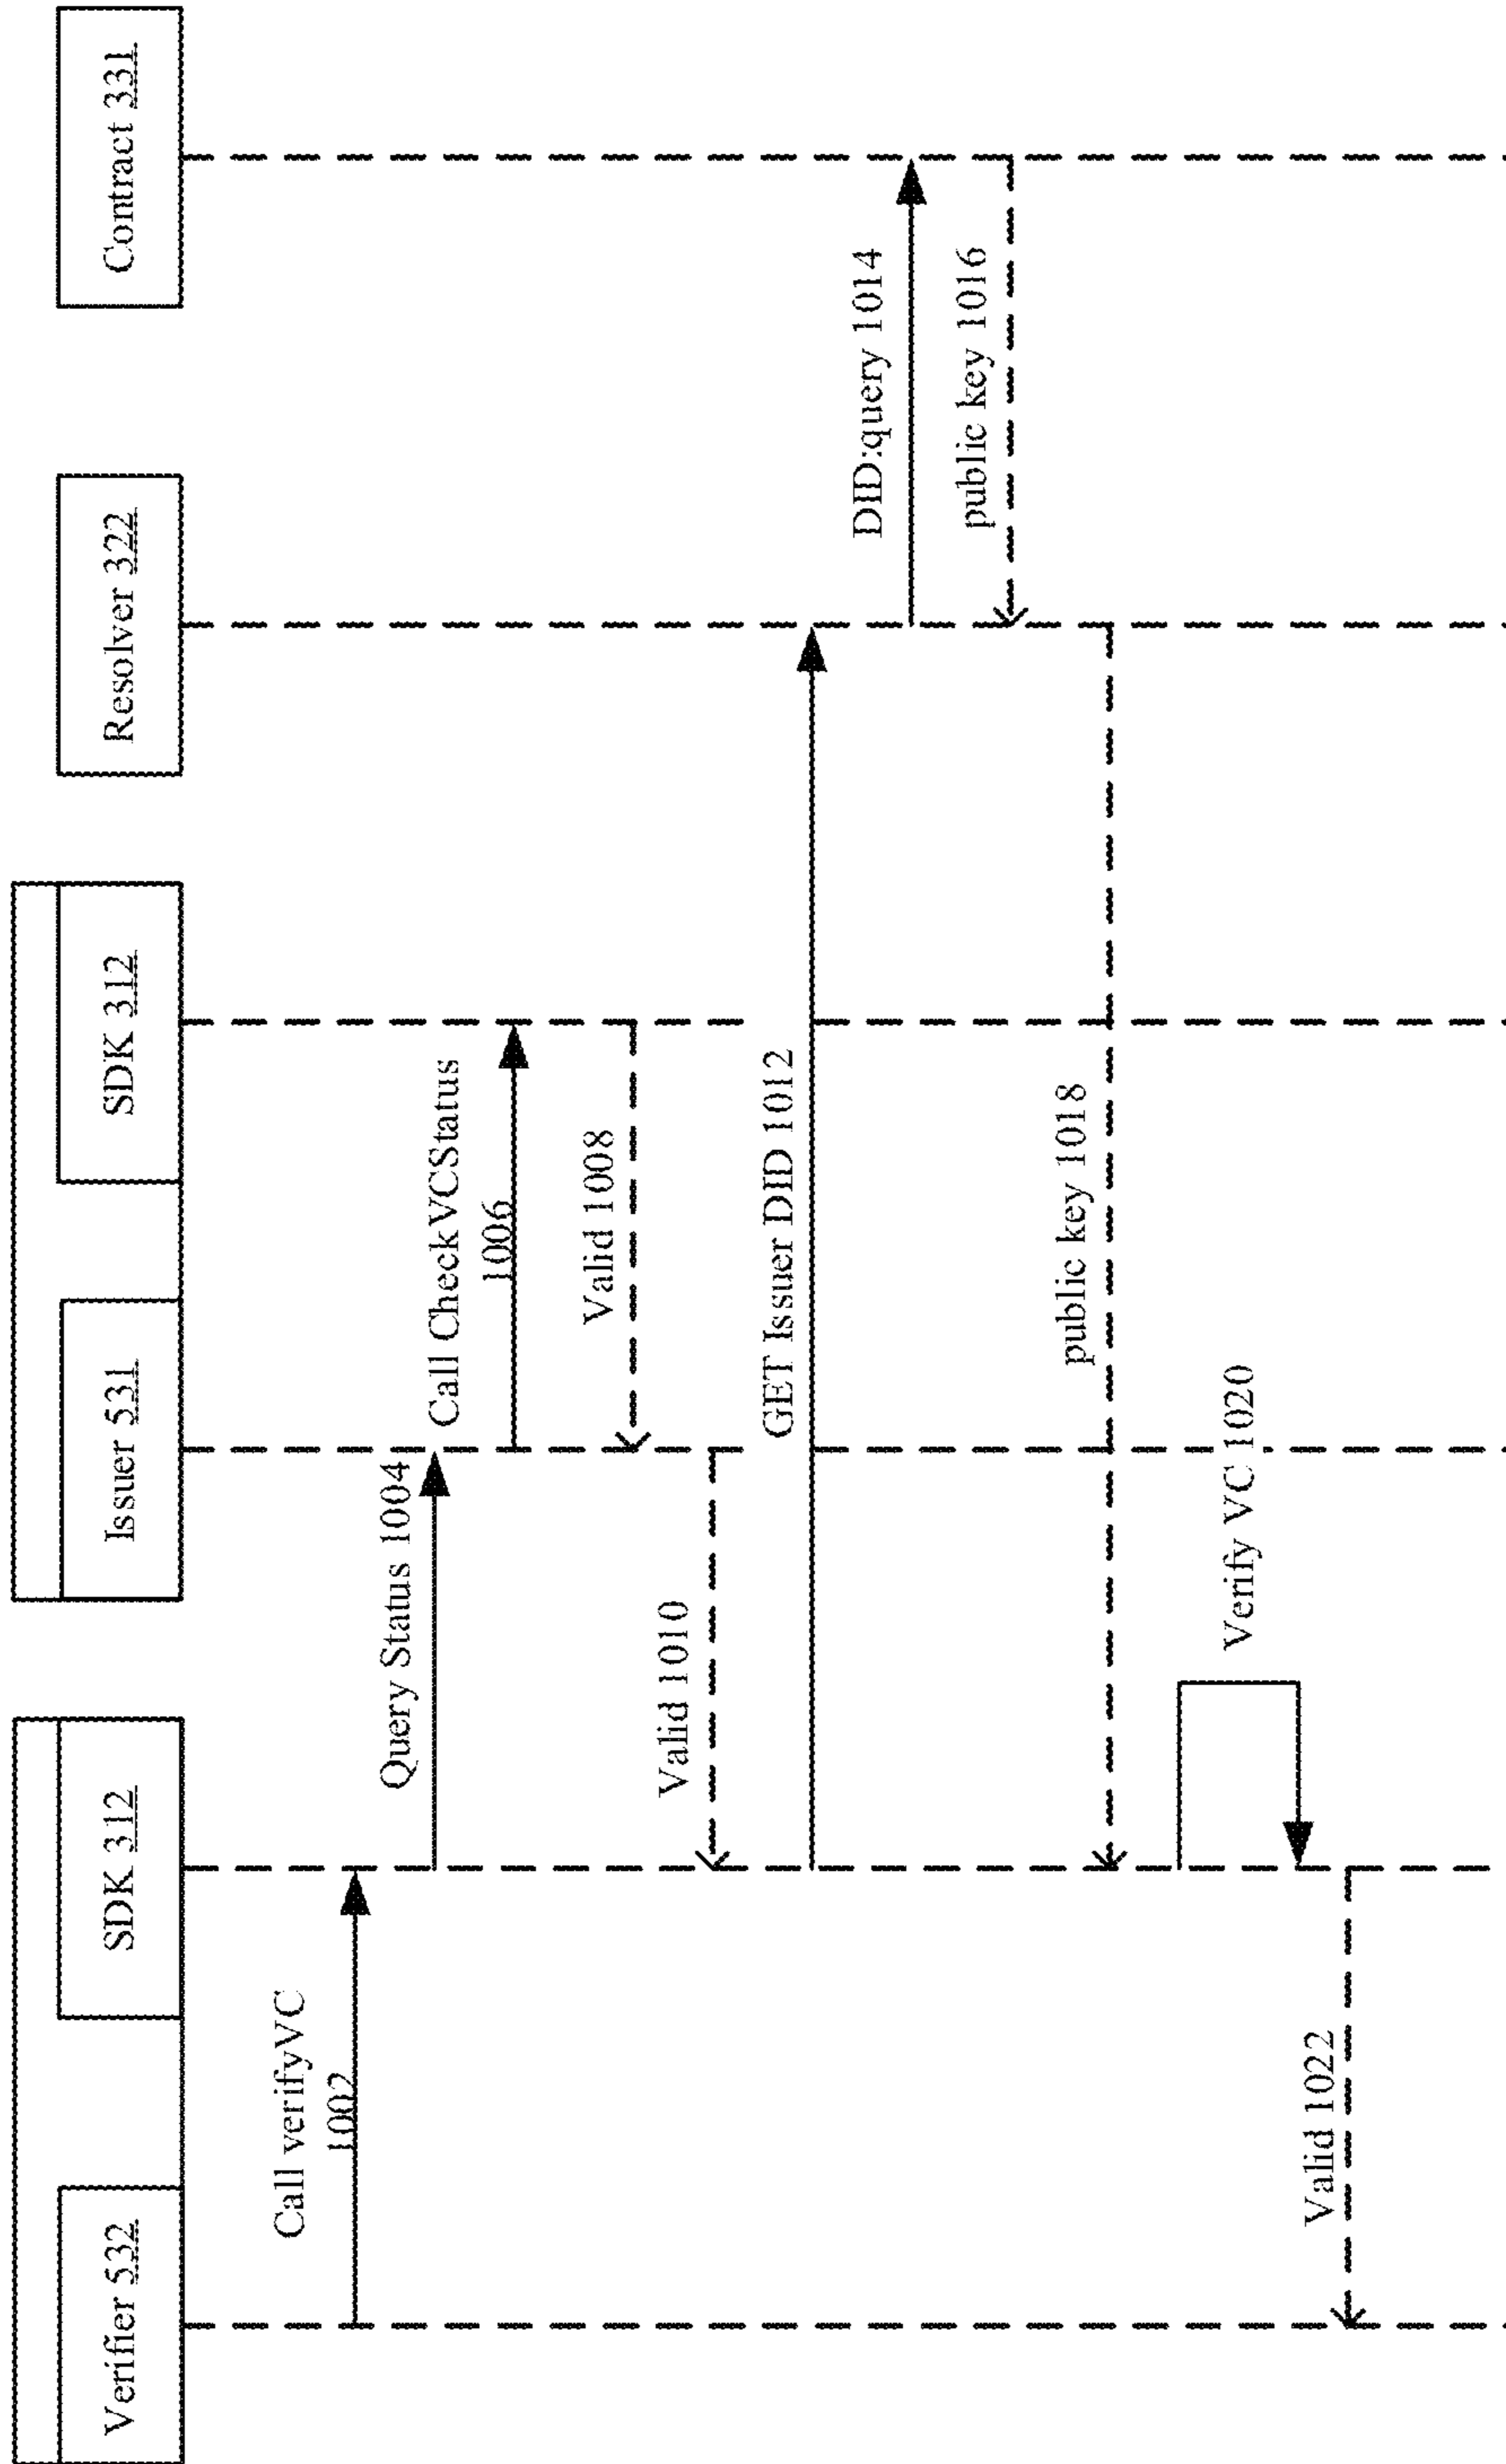 Verifier 532
SDK 312
Issuer 531
SDK 312
Resolver 322
Contract 331
Call verifyVC
1002
Query Status 1004
Call CheckVCStatus
1006
Valid 1008
Valid 1010
GET Issuer DID 1012
DID:query 1014
public key 1016
public key 1018
Verify VC 1020
Valid 1022